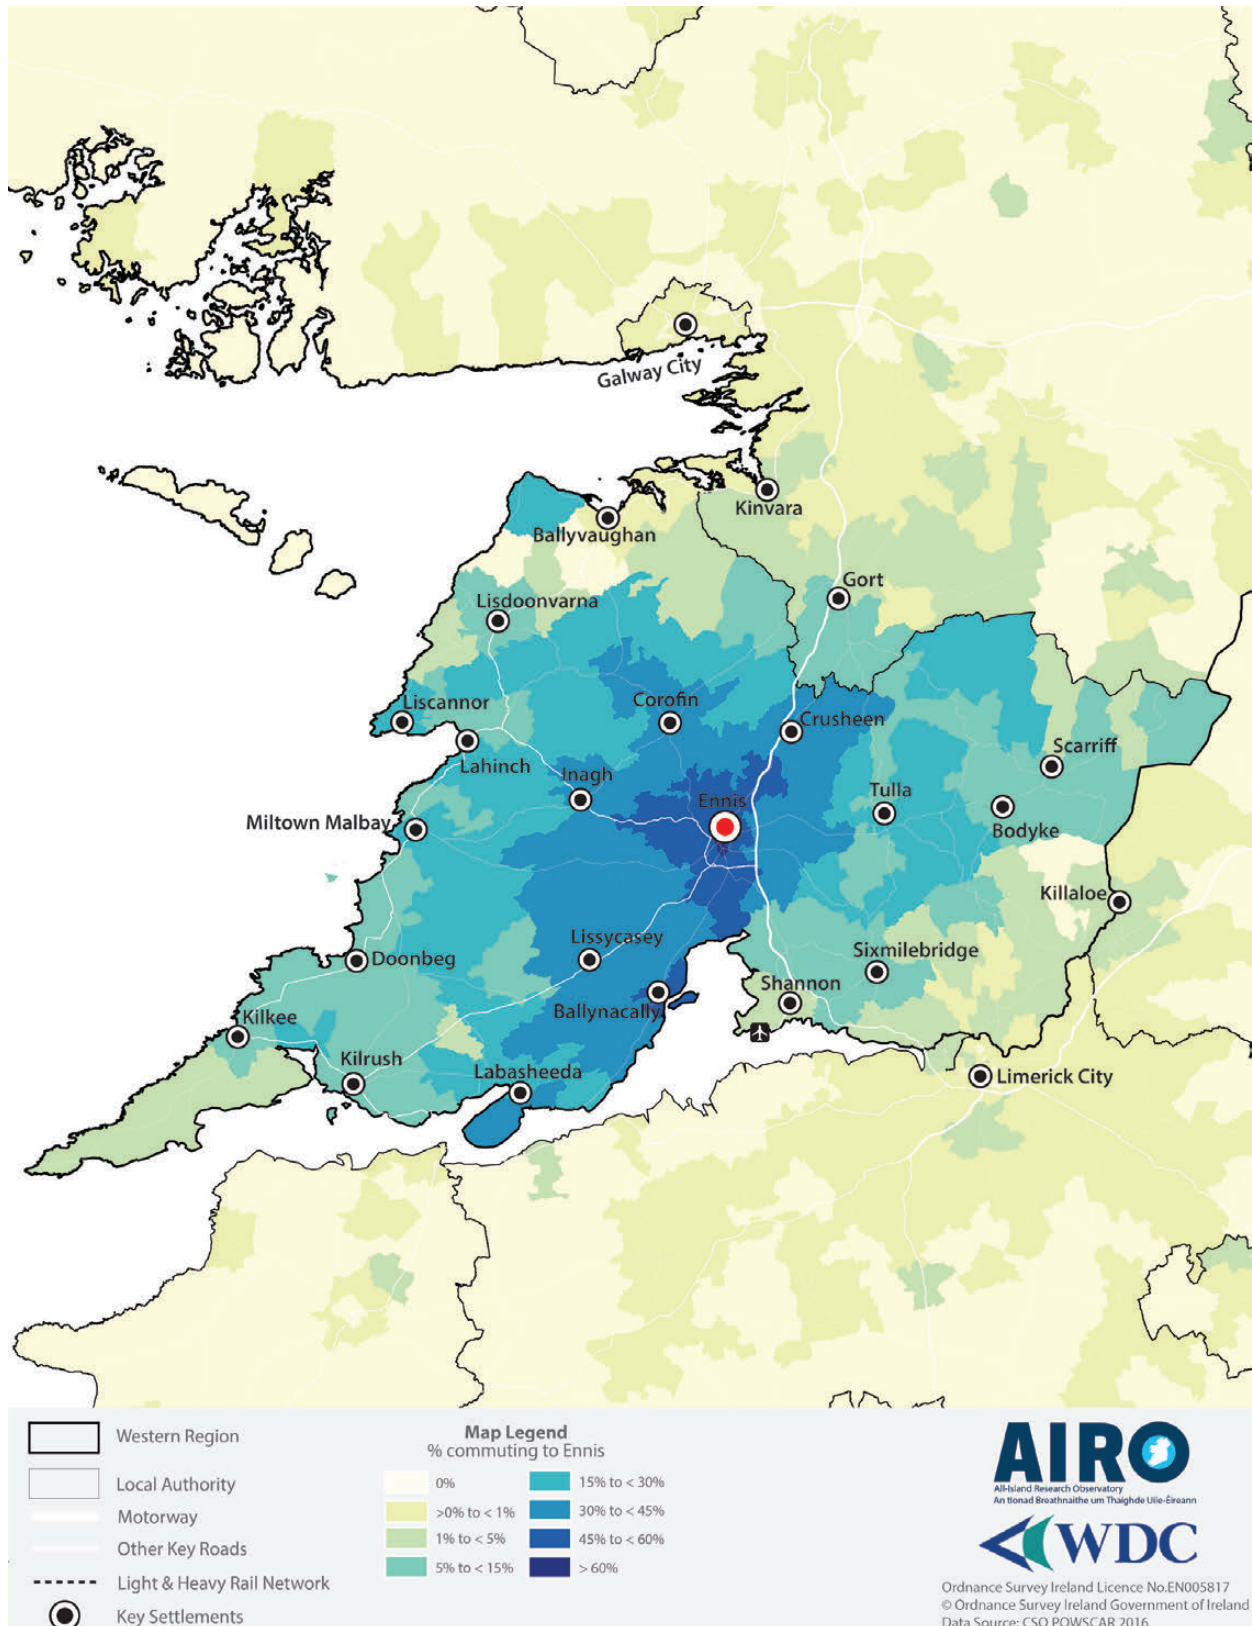 Galway City
Kinvara
Ballyvaughan
Gort
Lisdoonvarna
Liscannor
Corofin
Crusheen
Lahinch
Scarriff
Inagh
Ennis
Tulla
Miltown Malbay
Bodyke
Killaloe
Lissycasey
Doonbeg
Sixmilebridge
Shannon
Ballynacally
Kilkee
Kilrush
Labasheeda
Limerick City
Western Region
Local Authority
Motorway
Other Key Roads
Light & Heavy Rail Network
Key Settlements
Map Legend
% commuting to Ennis
0%
>0% to < 1%
1% to < 5%
5% to < 15%
15% to < 30%
30% to < 45%
45% to < 60%
> 60%
AIRO
All-Island Research Observatory
An tIonad Breathnaithe um Thaighde Uile-Éireann
WDC
Ordnance Survey Ireland Licence No.EN005817
© Ordnance Survey Ireland Government of Ireland
Data Source: CSO POWSCAR 2016